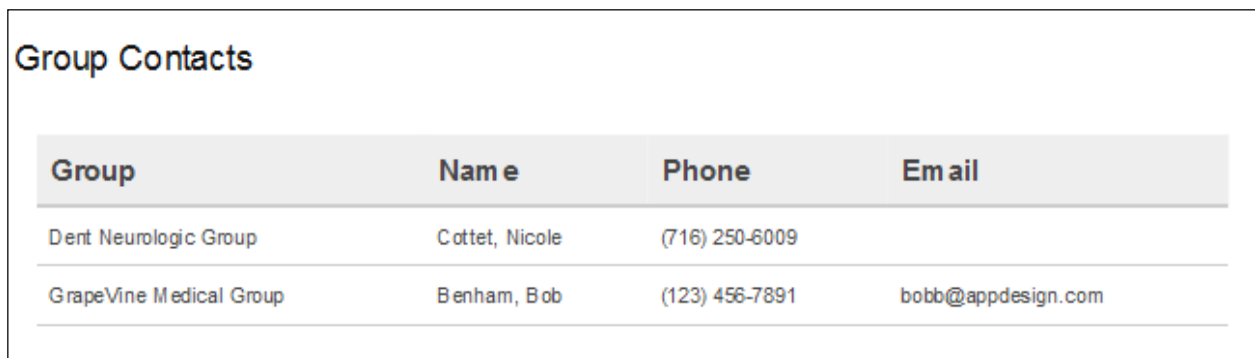 Group Contacts
Group Name Phone Email
Dent Neurologic Group Cottet, Nicole (716) 250-6009
GrapeVine Medical Group Benham, Bob (123) 456-7891 bobb@appdesign.com